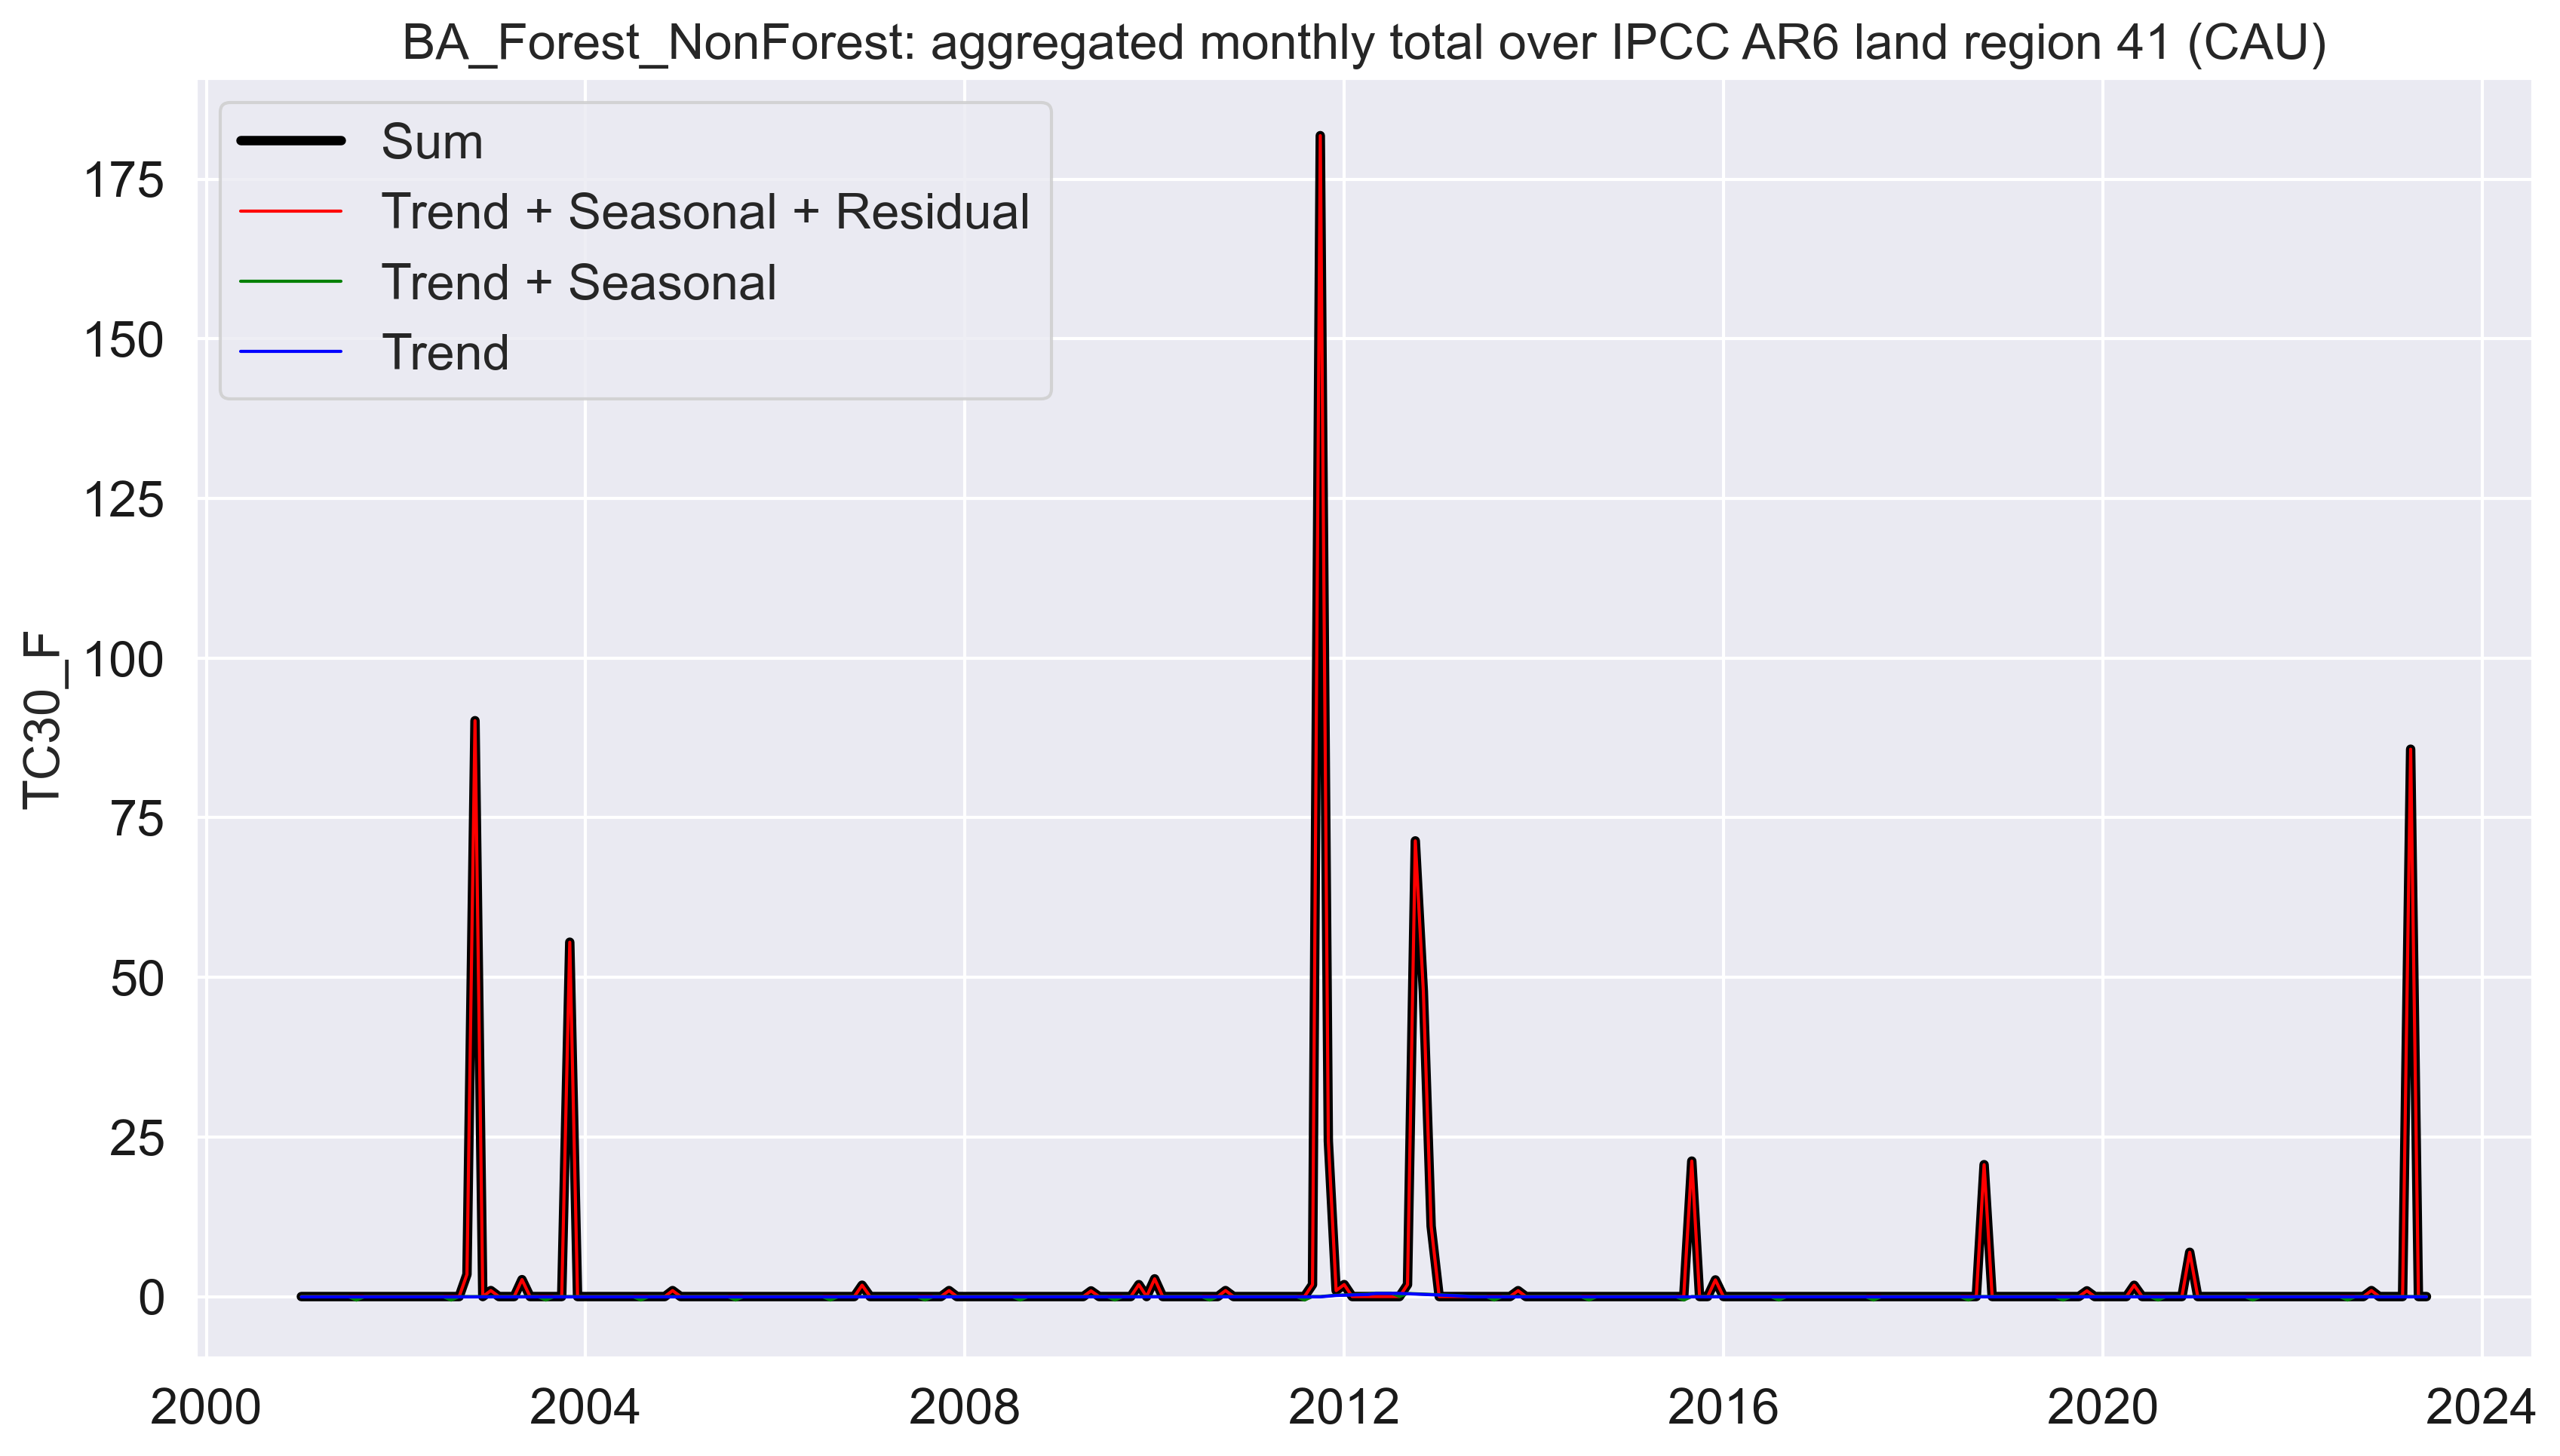 BA_Forest_NonForest: aggregated monthly total over IPCC AR6 land region 41 (CAU)
Sum
Trend + Seasonal + Residual
Trend + Seasonal
Trend
TC30_F
175
150
125
100
75
50
25
0
2000 2004 2008 2012 2016 2020 2024